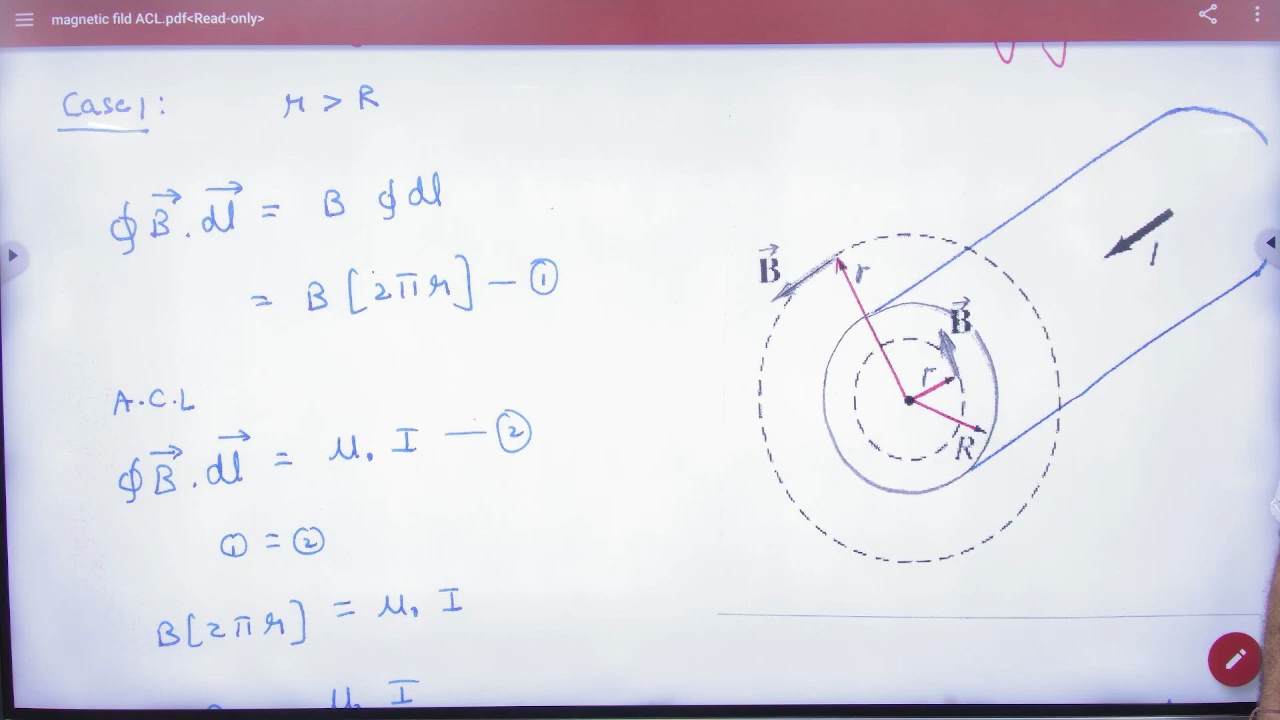 magnetic fild ACL.pdf<Read-only>
Case 1: r > R
∮B⃗.dl⃗ = B ∮dl
= B [2πr] — ①
A.C.L
∮B⃗.dl⃗ = μ₀ I — ②
① = ②
B[2πr] = μ₀ I
μ₀ I
B⃗
r
I
B⃗
r
R